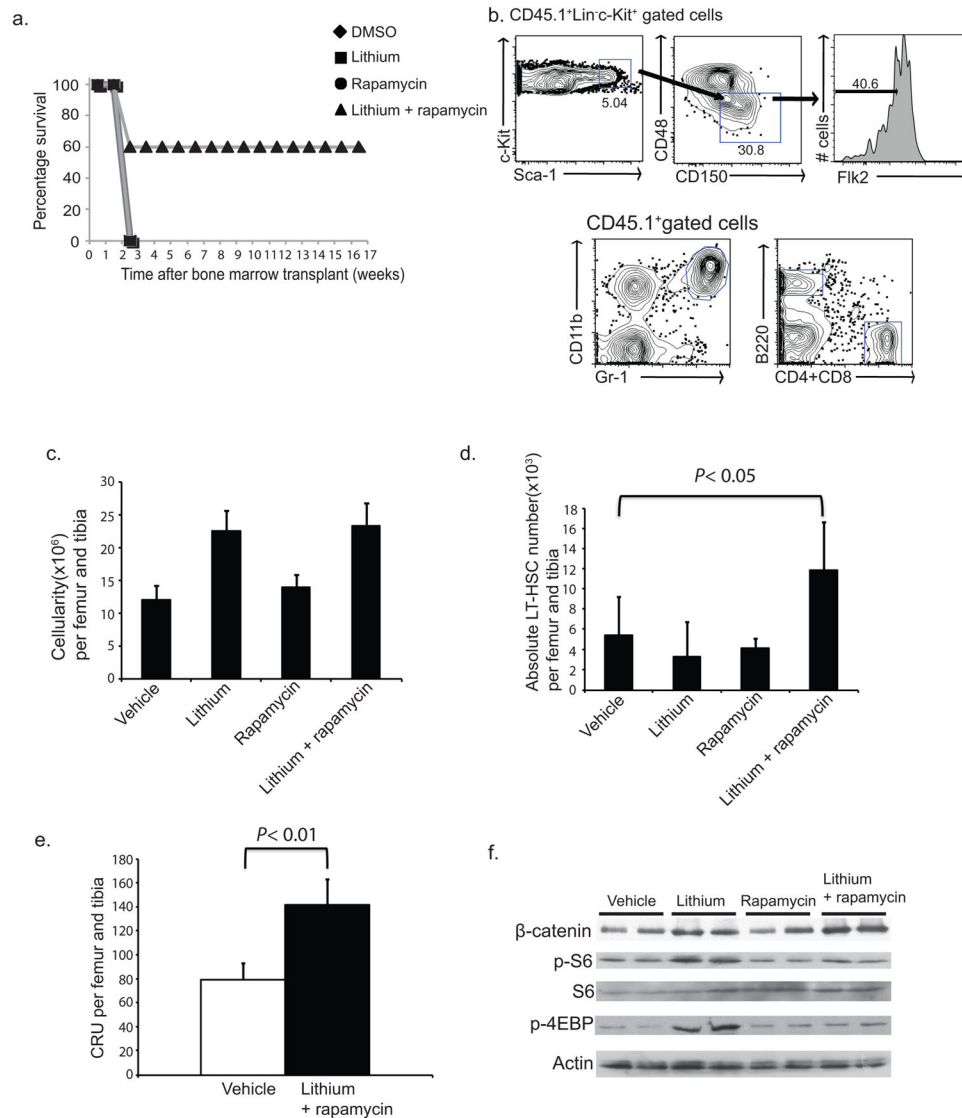 a.
DMSO
Lithium
Rapamycin
Lithium + rapamycin
Percentage survival
100
80
60
40
20
0
0 1 2 3 4 5 6 7 8 9 10 11 12 13 14 15 16 17
Time after bone marrow transplant (weeks)
b.
CD45.1+Lin-c-Kit+ gated cells
c-Kit
5.04
Sca-1
CD48
30.8
CD150
# cells
40.6
Flk2
CD45.1+gated cells
CD11b
Gr-1
B220
CD4+CD8
c.
Cellularity(x10⁶)
per femur and tibia
30
25
20
15
10
5
0
Vehicle
Lithium
Rapamycin
Lithium + rapamycin
d.
P< 0.05
Absolute LT-HSC number(x10³)
per femur and tibia
18
16
14
12
10
8
6
4
2
0
Vehicle
Lithium
Rapamycin
Lithium + rapamycin
e.
P< 0.01
CRU per femur and tibia
180
160
140
120
100
80
60
40
20
0
Vehicle
Lithium
+ rapamycin
f.
Vehicle
Lithium
Rapamycin
Lithium
+ rapamycin
β-catenin
p-S6
S6
p-4EBP
Actin